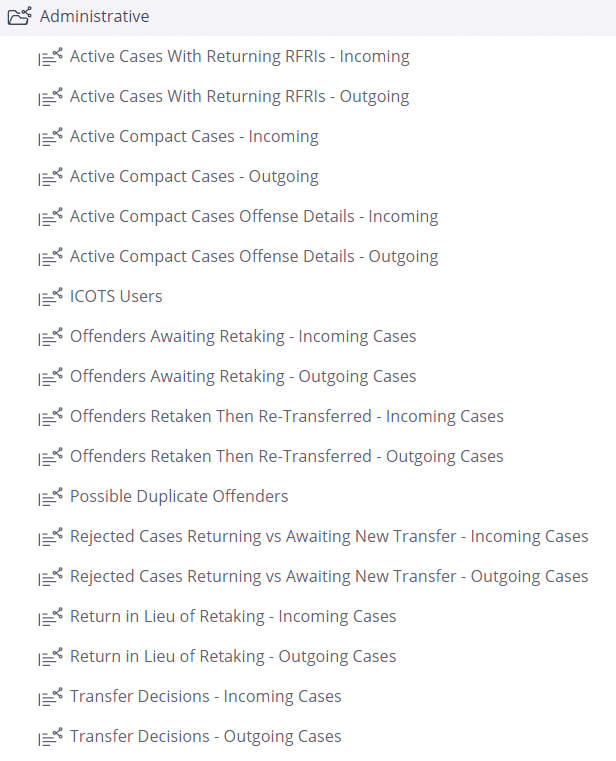 Administrative
Active Cases With Returning RFRIs - Incoming
Active Cases With Returning RFRIs - Outgoing
Active Compact Cases - Incoming
Active Compact Cases - Outgoing
Active Compact Cases Offense Details - Incoming
Active Compact Cases Offense Details - Outgoing
ICOTS Users
Offenders Awaiting Retaking - Incoming Cases
Offenders Awaiting Retaking - Outgoing Cases
Offenders Retaken Then Re-Transferred - Incoming Cases
Offenders Retaken Then Re-Transferred - Outgoing Cases
Possible Duplicate Offenders
Rejected Cases Returning vs Awaiting New Transfer - Incoming Cases
Rejected Cases Returning vs Awaiting New Transfer - Outgoing Cases
Return in Lieu of Retaking - Incoming Cases
Return in Lieu of Retaking - Outgoing Cases
Transfer Decisions - Incoming Cases
Transfer Decisions - Outgoing Cases